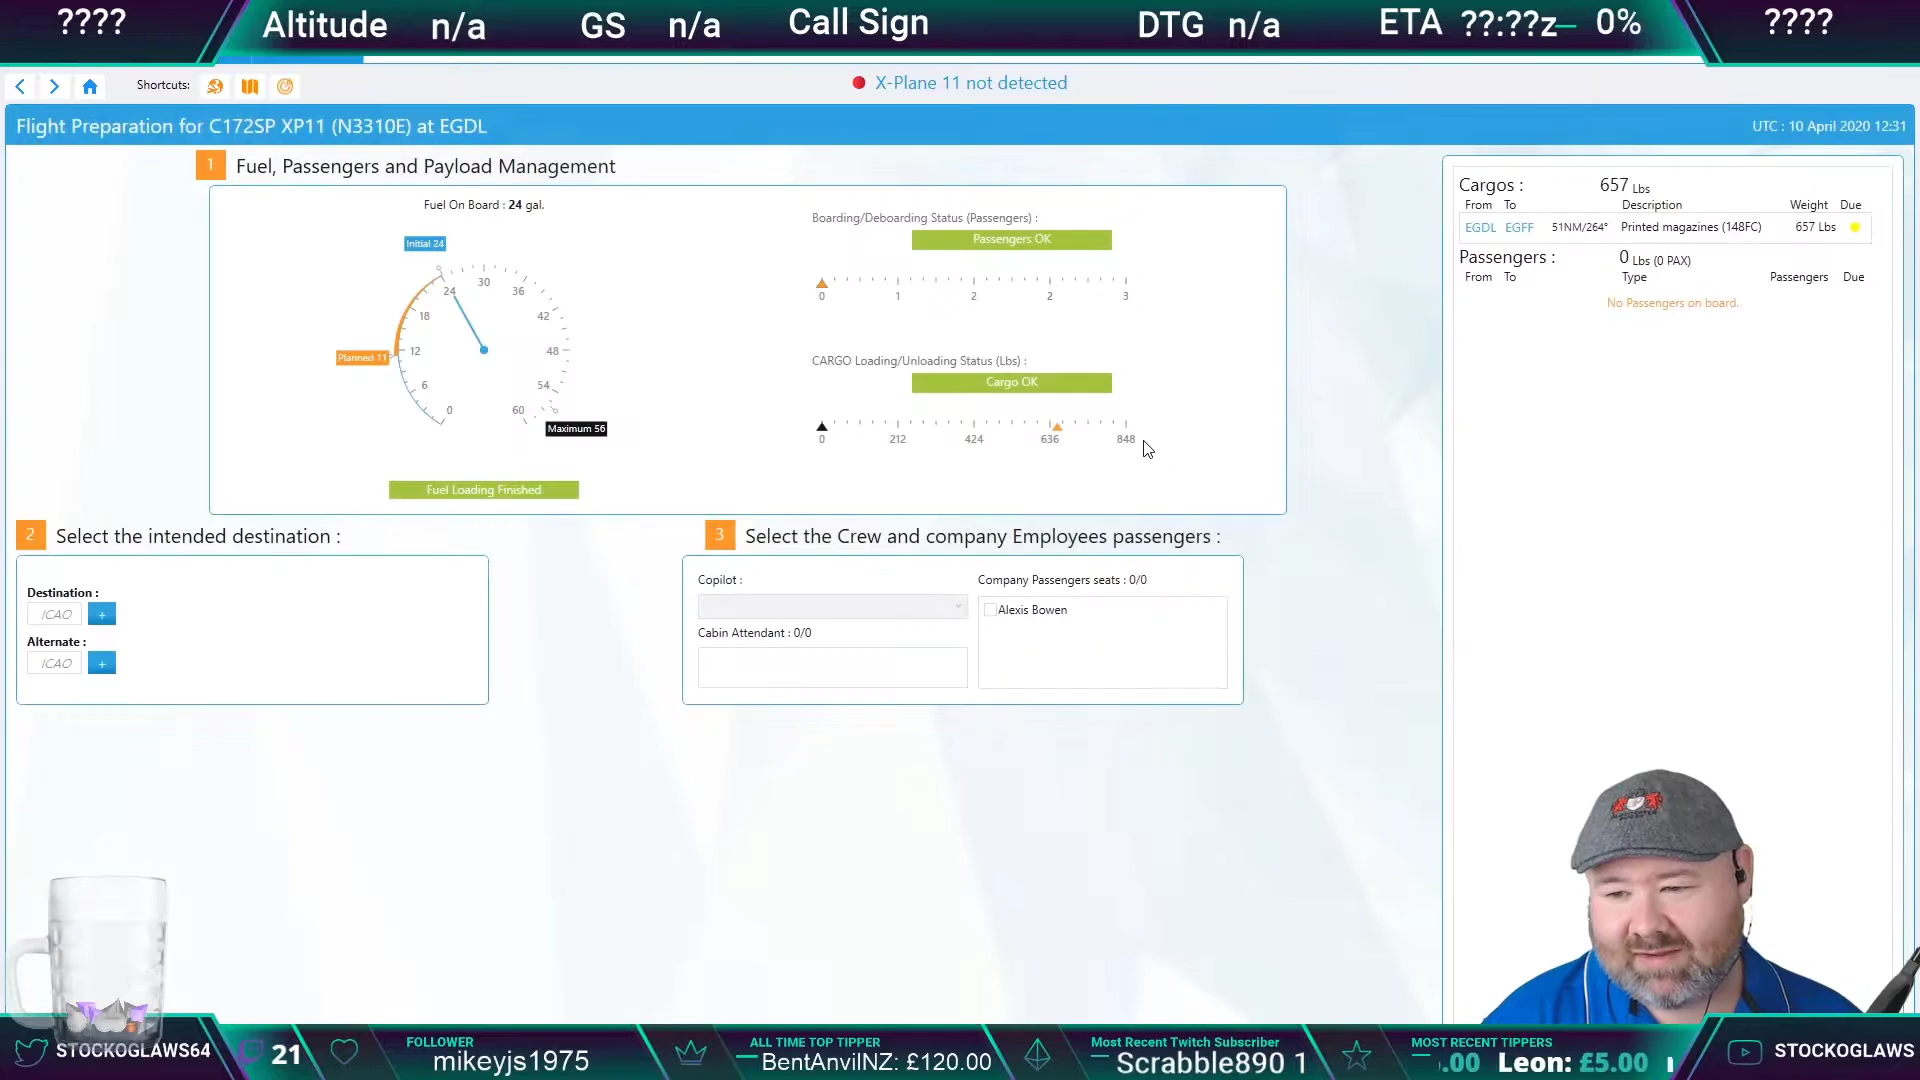 ???? Altitude n/a GS n/a Call Sign DTG n/a ETA ??:??z 0% ????
Shortcuts: X-Plane 11 not detected
Flight Preparation for C172SP XP11 (N3310E) at EGDL UTC : 10 April 2020 12:31
1 Fuel, Passengers and Payload Management
Fuel On Board : 24 gal.
Initial 24
0 6 12 18 24 30 36 42 48 54 60
Planned 11
Maximum 56
Fuel Loading Finished
Boarding/Deboarding Status (Passengers) :
Passengers OK
0 1 2 2 3
CARGO Loading/Unloading Status (Lbs) :
Cargo OK
0 212 424 636 848
2 Select the intended destination :
Destination :
ICAO +
Alternate :
ICAO +
3 Select the Crew and company Employees passengers :
Copilot :
Cabin Attendant : 0/0
Company Passengers seats : 0/0
Alexis Bowen
Cargos : 657 Lbs
From To Description Weight Due
EGDL EGFF 51NM/264° Printed magazines (148FC) 657 Lbs
Passengers : 0 Lbs (0 PAX)
From To Type Passengers Due
No Passengers on board.
STOCKOGLAWS64
21
FOLLOWER
mikeyjs1975
ALL TIME TOP TIPPER
BentAnvilNZ: £120.00
Most Recent Twitch Subscriber
Scrabble890 1
MOST RECENT TIPPERS
.00 Leon: £5.00
STOCKOGLAWS